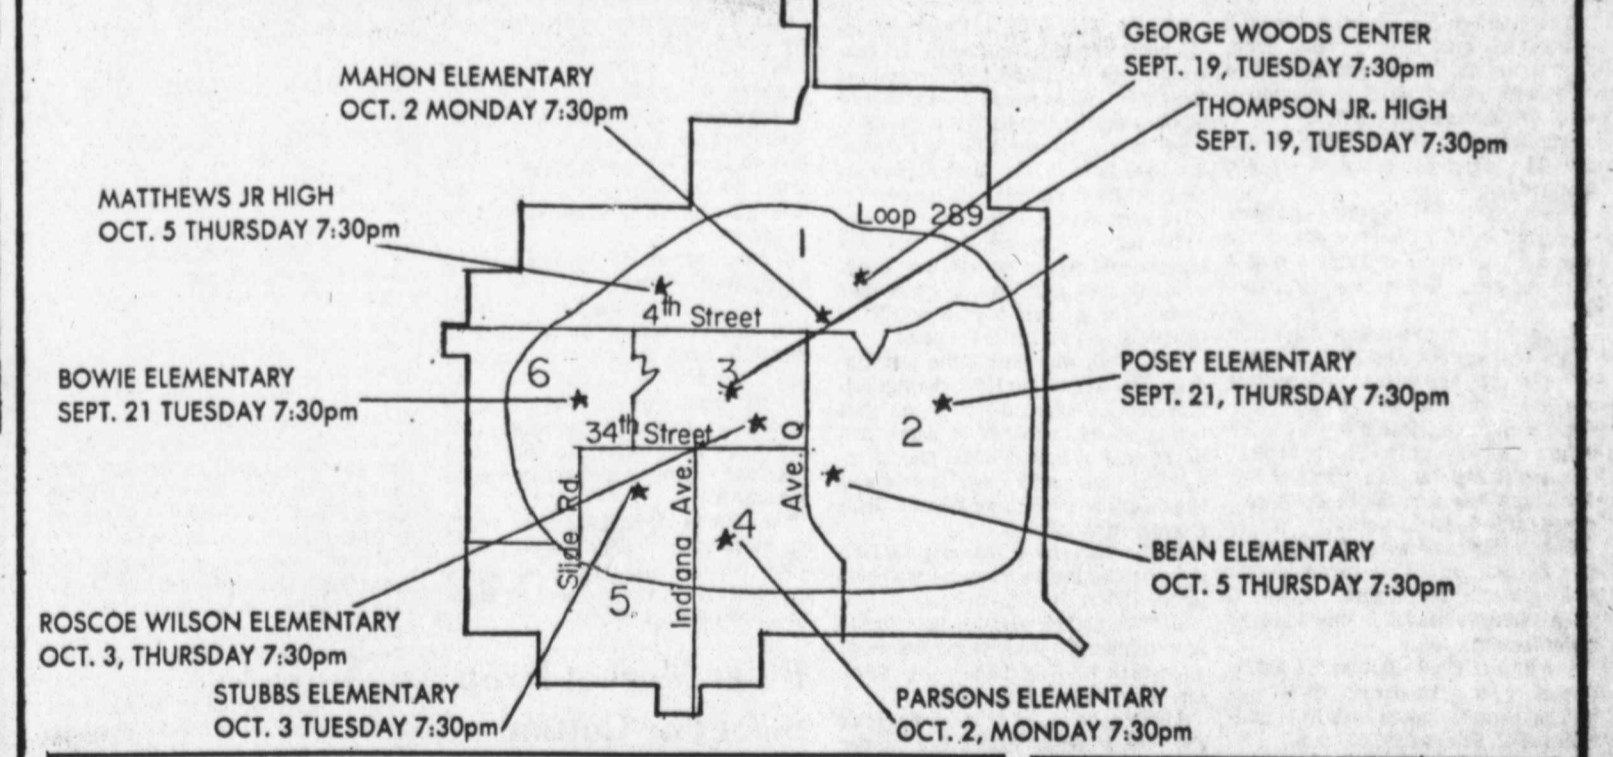 GEORGE WOODS CENTER
SEPT. 19, TUESDAY 7:30pm
MAHON ELEMENTARY
OCT. 2 MONDAY 7:30pm
THOMPSON JR. HIGH
SEPT. 19, TUESDAY 7:30pm
MATTHEWS JR HIGH
OCT. 5 THURSDAY 7:30pm
Loop 289
1
4th Street
BOWIE ELEMENTARY
SEPT. 21 TUESDAY 7:30pm
6
3
POSEY ELEMENTARY
SEPT. 21, THURSDAY 7:30pm
2
34th Street
Ave. Q
Slide Rd.
Indiana Ave.
4
5
BEAN ELEMENTARY
OCT. 5 THURSDAY 7:30pm
ROSCOE WILSON ELEMENTARY
OCT. 3, THURSDAY 7:30pm
STUBBS ELEMENTARY
OCT. 3 TUESDAY 7:30pm
PARSONS ELEMENTARY
OCT. 2, MONDAY 7:30pm